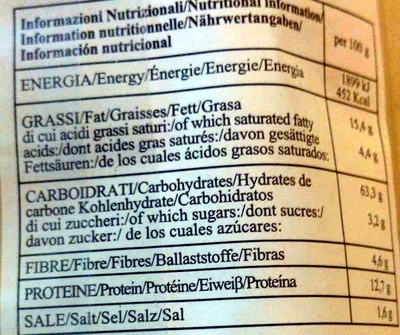 Informazioni Nutrizionali/Nutritional Information/
Information nutritionnelle/Nährwertangaben/
Información nutricional
per 100 g
ENERGIA/Energy/Énergie/Energie/Energia
1899 kJ
452 Kcal
GRASSI/Fat/Graisses/Fett/Grasa
15,4 g
di cui acidi grassi saturi:/of which saturated fatty
acids:/dont acides gras saturés:/davon gesättigte
Fettsäuren:/de los cuales ácidos grasos saturados:
4,4 g
CARBOIDRATI/Carbohydrates/Hydrates de
carbone Kohlenhydrate/Carbohidratos
63,3 g
di cui zuccheri:/of which sugars:/dont sucres:/
davon zucker:/ de los cuales azúcares:
3,2 g
FIBRE/Fibre/Fibres/Ballaststoffe/Fibras
4,6 g
PROTEINE/Protein/Protéine/Eiweiβ/Proteína
12,7 g
SALE/Salt/Sel/Salz/Sal
1,6 g